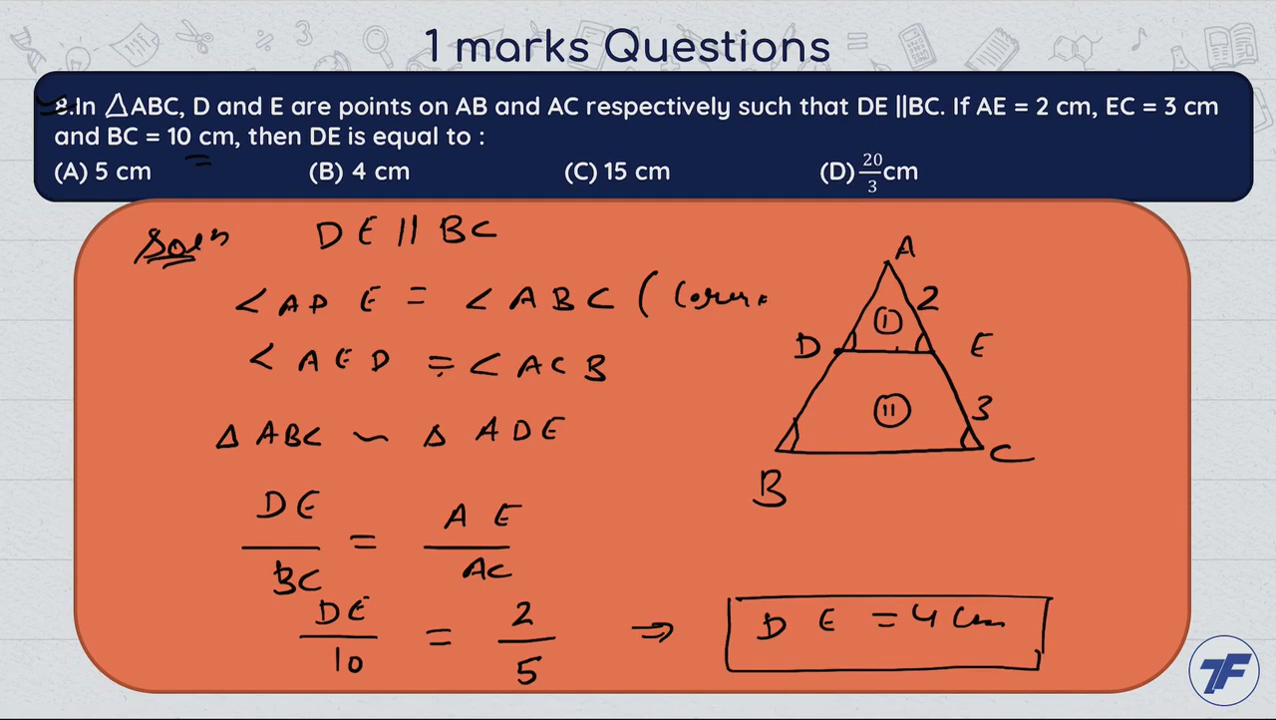 1 marks Questions
8.In △ABC, D and E are points on AB and AC respectively such that DE ||BC. If AE = 2 cm, EC = 3 cm
and BC = 10 cm, then DE is equal to :
(A) 5 cm (B) 4 cm (C) 15 cm (D) 20/3 cm
Soln DE || BC
< ADE = < ABC (
< AED = < ACB
△ ABC ~ △ ADE
DE/BC = AE/AC
DE/10 = 2/5 ⇒ DE = 4 cm
A
2
I
D E
II
3
B C
7F